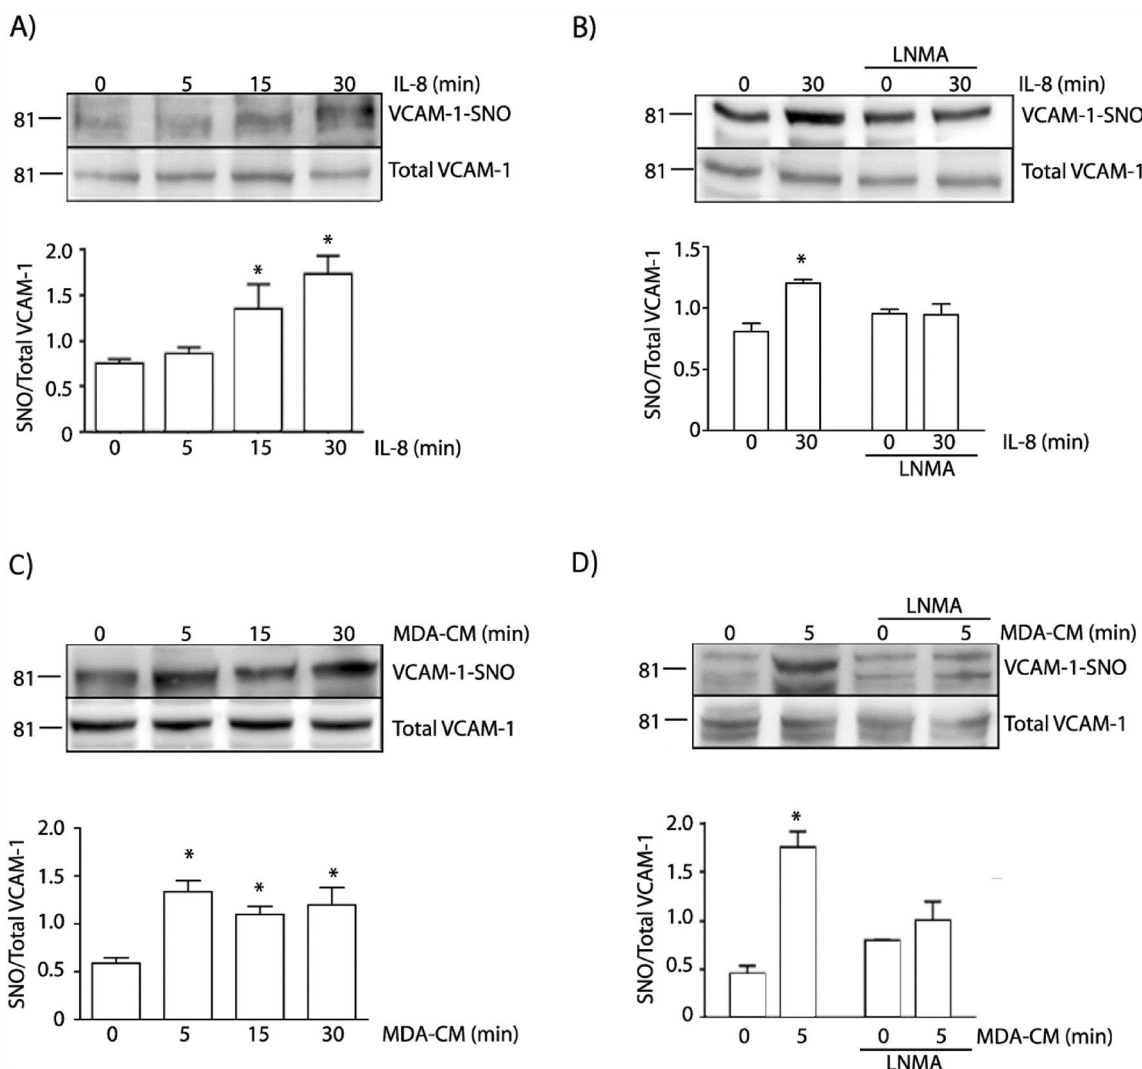 A)
0 5 15 30 IL-8 (min)
81 VCAM-1-SNO
81 Total VCAM-1
SNO/Total VCAM-1
2.0
1.5
1.0
0.5
0
* *
0 5 15 30 IL-8 (min)
B)
LNMA
0 30 0 30 IL-8 (min)
81 VCAM-1-SNO
81 Total VCAM-1
SNO/Total VCAM-1
1.5
1.0
0.5
0
*
0 30 0 30 IL-8 (min)
LNMA
C)
0 5 15 30 MDA-CM (min)
81 VCAM-1-SNO
81 Total VCAM-1
SNO/Total VCAM-1
2.0
1.5
1.0
0.5
0
* * *
0 5 15 30 MDA-CM (min)
D)
LNMA
0 5 0 5 MDA-CM (min)
81 VCAM-1-SNO
81 Total VCAM-1
SNO/Total VCAM-1
2.0
1.5
1.0
0.5
0
*
0 5 0 5 MDA-CM (min)
LNMA